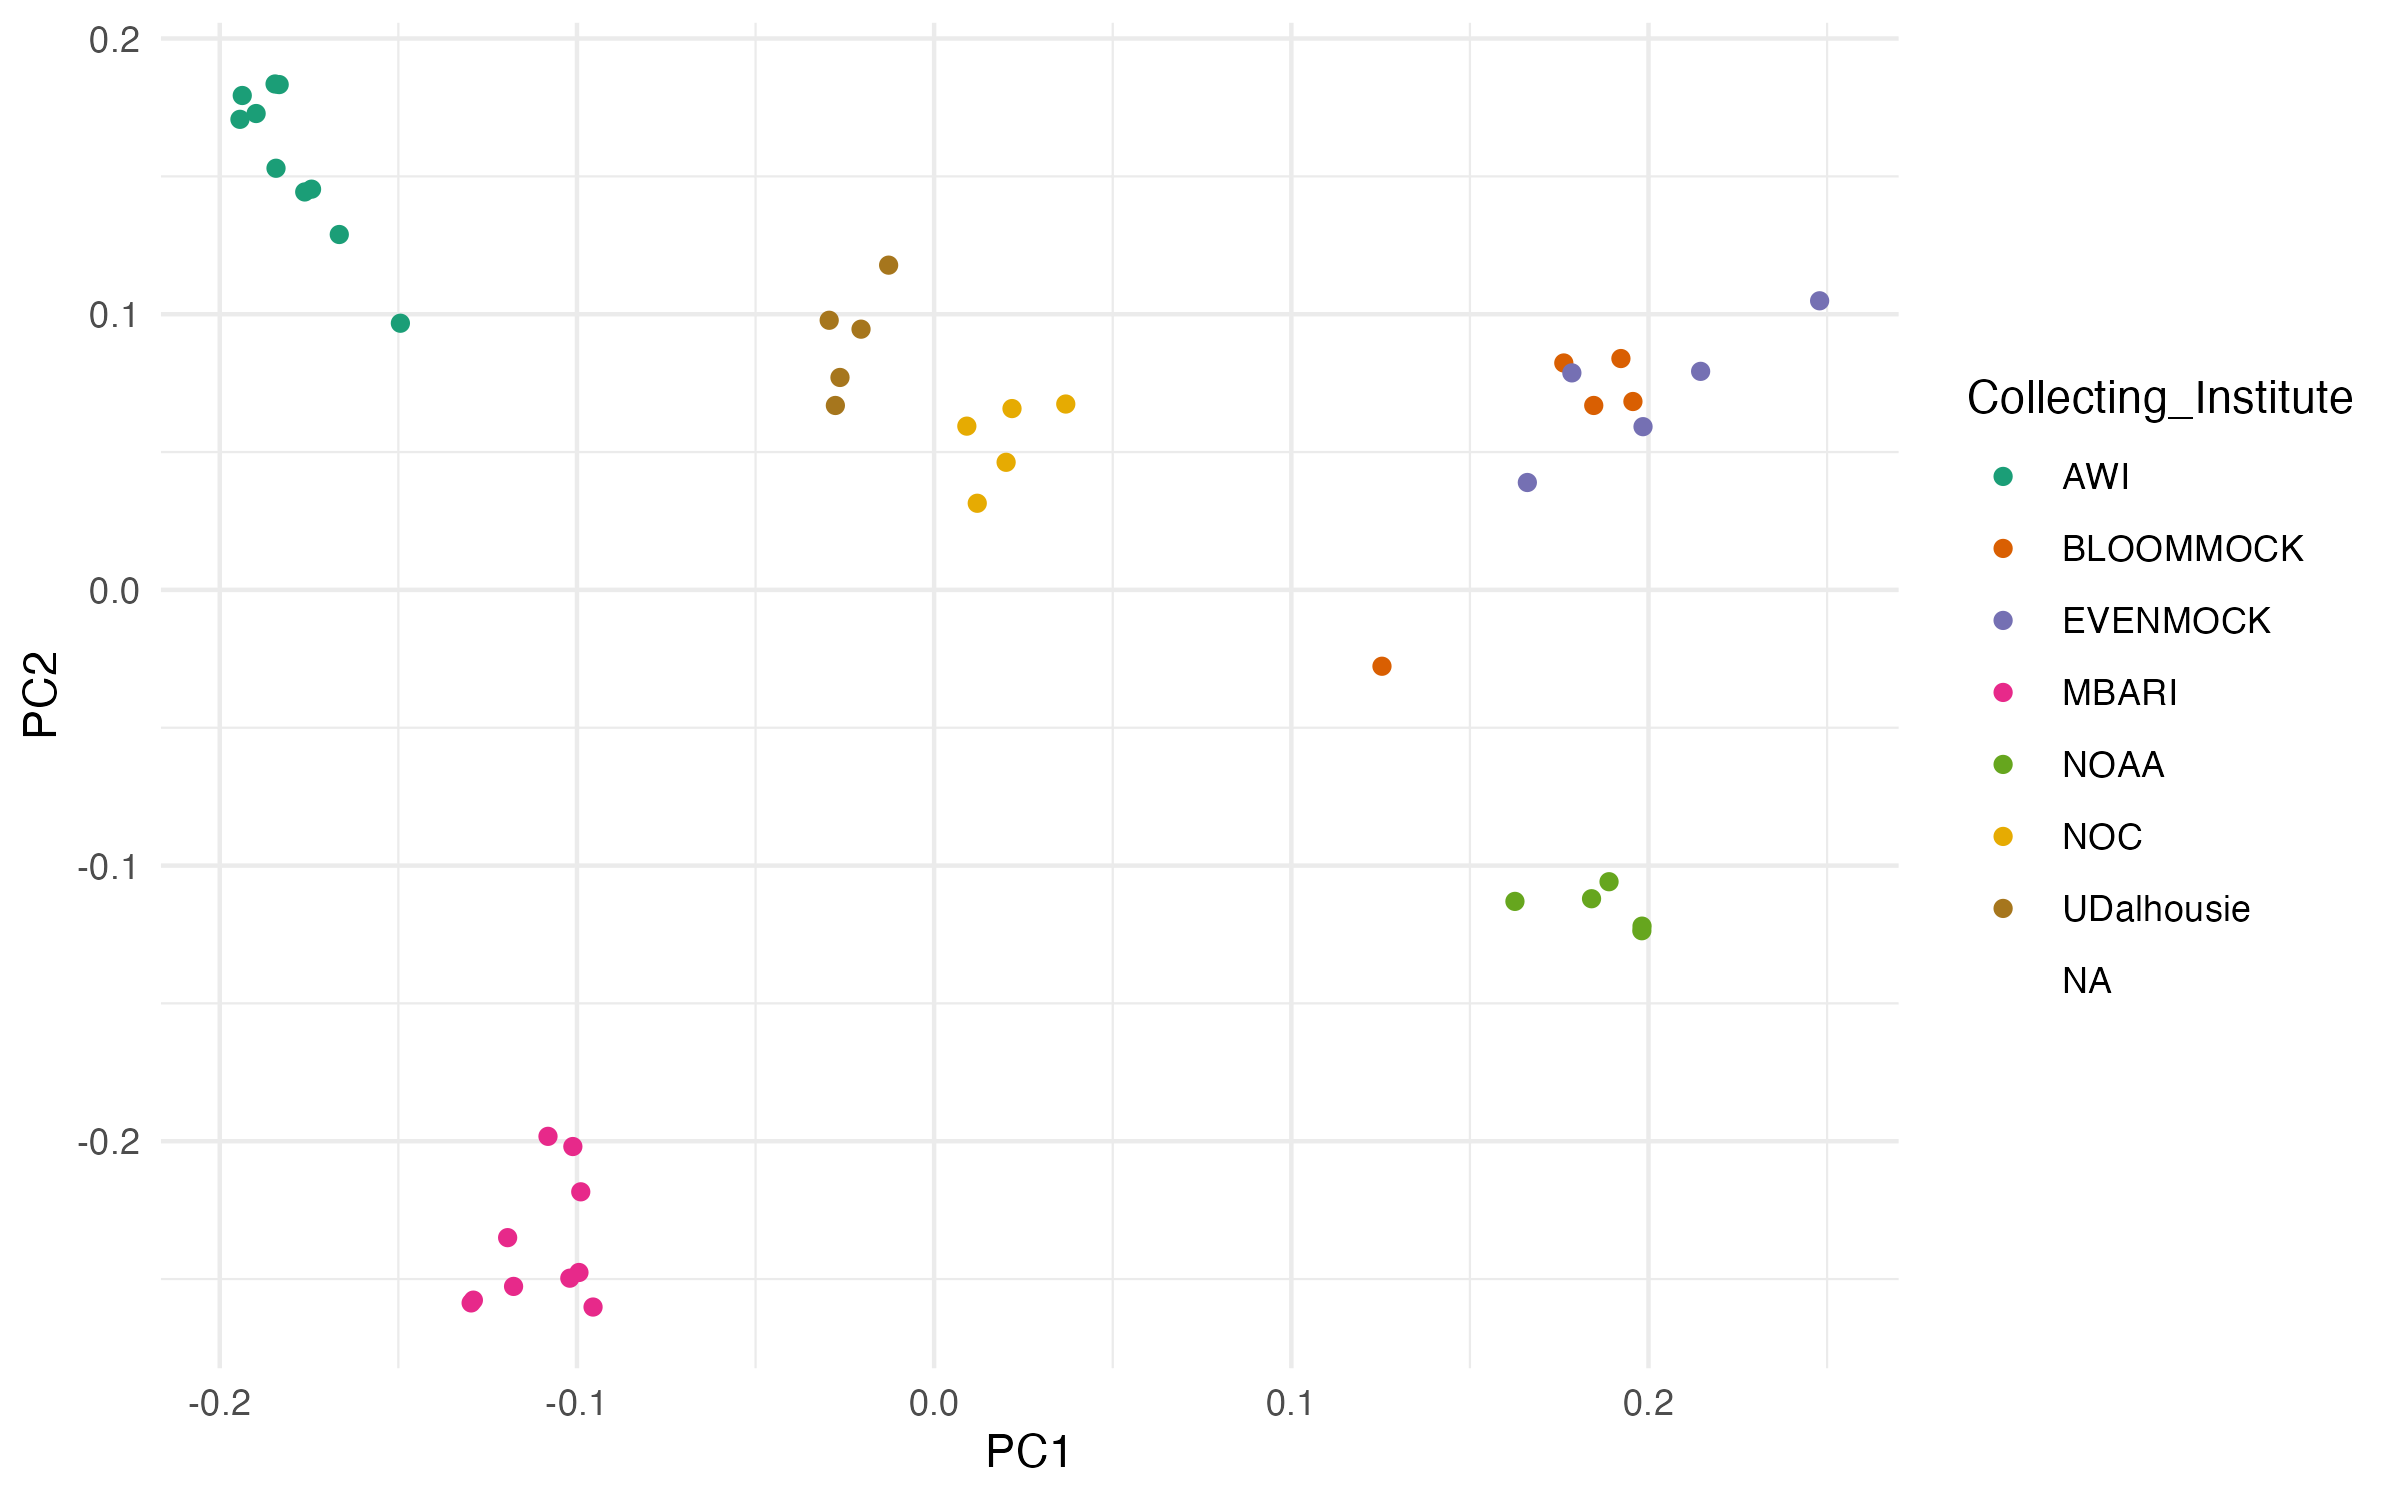 0.2
0.1
0.0
-0.1
-0.2
PC2
-0.2
-0.1
0.0
0.1
0.2
PC1
Collecting_Institute
AWI
BLOOMMOCK
EVENMOCK
MBARI
NOAA
NOC
UDalhousie
NA